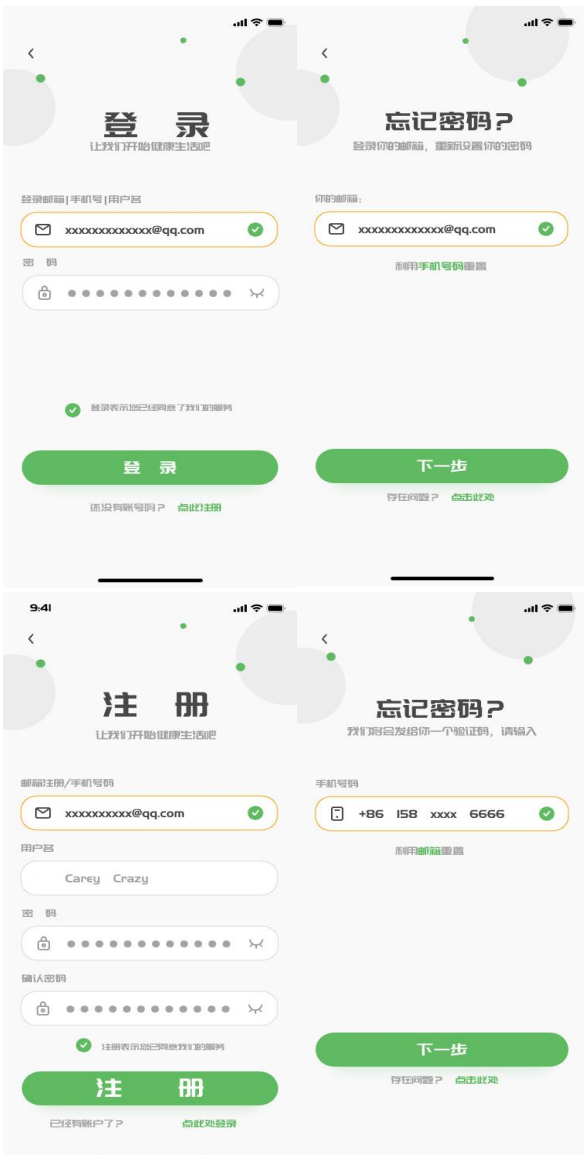 登 录
让我们开始健康生活吧
登录邮箱|手机号|用户名
xxxxxxxxxxxxx@qq.com
密 码
登录表示您已经同意了我们的服务
登 录
还没有账号吗？ 点此注册
忘记密码？
登录你的邮箱，重新设置你的密码
你的邮箱：
xxxxxxxxxxxxx@qq.com
利用手机号码重置
下一步
存在问题？ 点击此处
9:41
注 册
让我们开始健康生活吧
邮箱注册/手机号码
xxxxxxxxxx@qq.com
用户名
Carey Crazy
密 码
确认密码
注册表示您已同意我们的服务
注 册
已经有账户了？ 点此处登录
忘记密码？
我们将会发给你一个验证码，请输入
手机号码
+86 158 xxxx 6666
利用邮箱重置
下一步
存在问题？ 点击此处